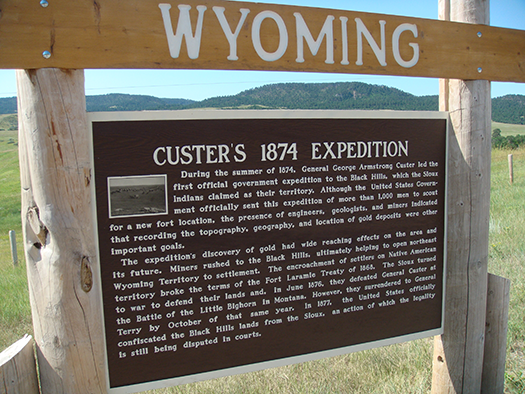 WYOMING
CUSTER'S 1874 EXPEDITION
During the summer of 1874, General George Armstrong Custer led the
first official government expedition to the Black Hills, which the Sioux
Indians claimed as their territory. Although the United States Govern-
ment officially sent this expedition of more than 1,000 men to scout
for a new fort location, the presence of engineers, geologists, and miners indicated
that recording the topography, geography, and location of gold deposits were other
important goals.
The expedition's discovery of gold had wide reaching effects on the area and
its future. Miners rushed to the Black Hills, ultimately helping to open northeast
Wyoming Territory to settlement. The encroachment of settlers on Native American
territory broke the terms of the Fort Laramie Treaty of 1868. The Sioux turned
to war to defend their lands and, in June 1876, they defeated General Custer at
the Battle of the Little Bighorn in Montana. However, they surrendered to General
Terry by October of that same year. In 1877, the United States officially
confiscated the Black Hills lands from the Sioux, an action of which the legality
is still being disputed in courts.